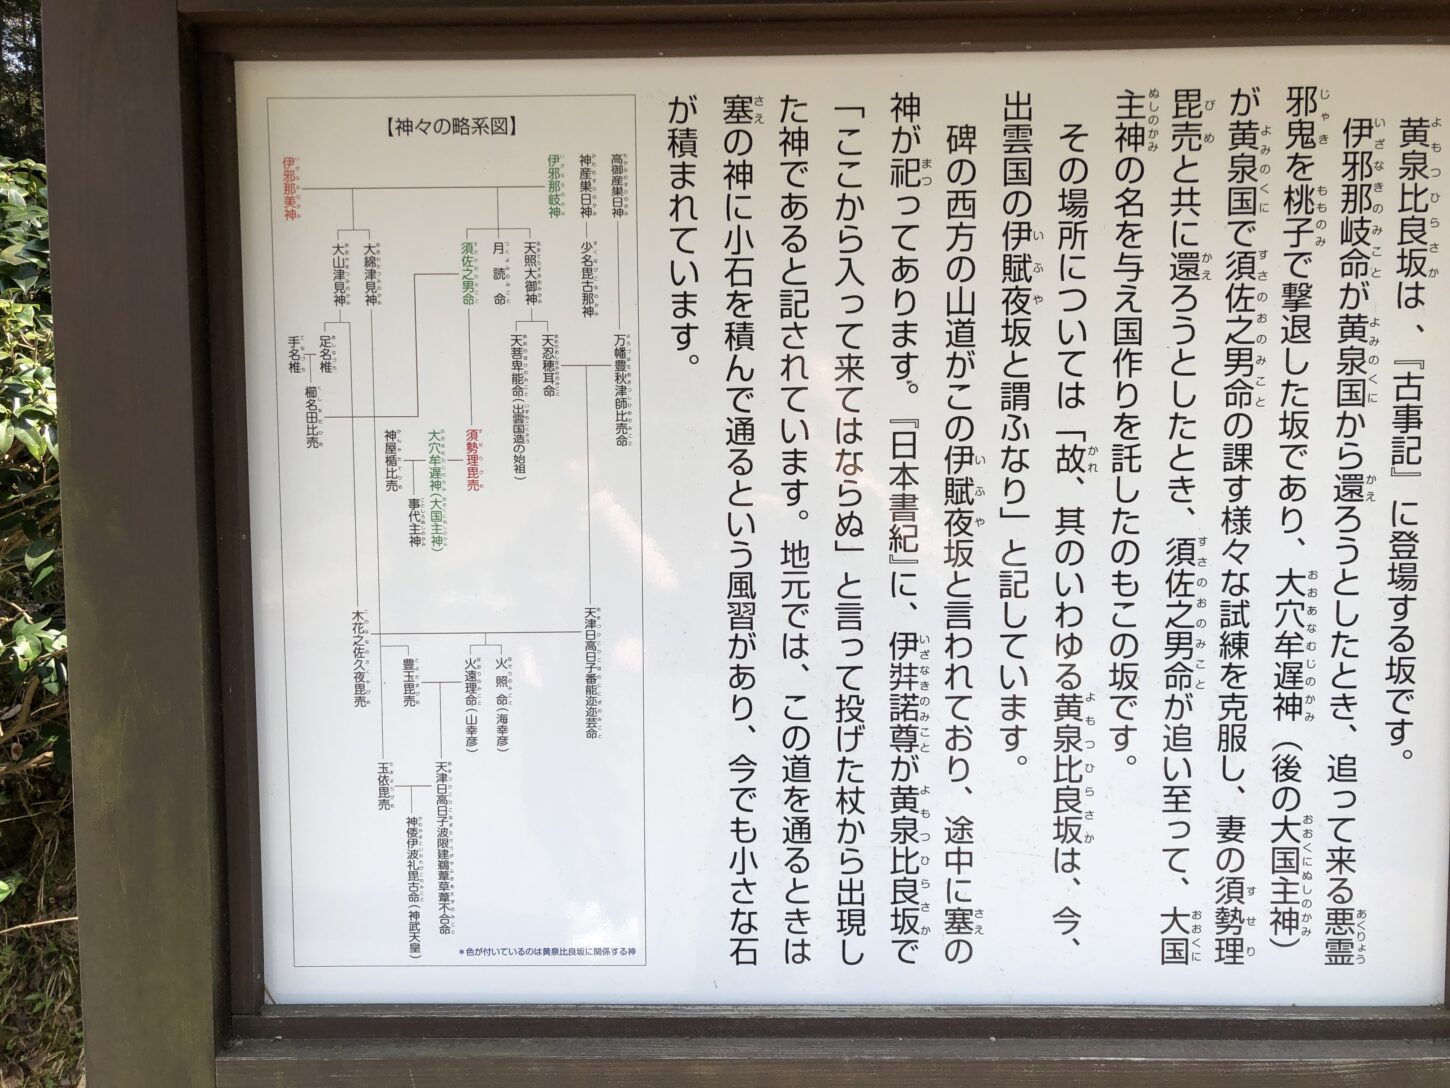 黄泉比良坂は、『古事記』に登場する坂です。
伊邪那岐命が黄泉国から還ろうとしたとき、追って来る悪霊
邪鬼を桃子で撃退した坂であり、大穴牟遅神（後の大国主神）
が黄泉国で須佐之男命の課す様々な試練を克服し、妻の須勢理
毘売と共に還ろうとしたとき、須佐之男命が追い至って、大国
主神の名を与え国作りを託したのもこの坂です。
その場所については「故、其のいわゆる黄泉比良坂は、今、
出雲国の伊賦夜坂と謂ふなり」と記しています。
碑の西方の山道がこの伊賦夜坂と言われており、途中に塞の
神が祀ってあります。『日本書紀』に、伊弉諾尊が黄泉比良坂で
「ここから入って来てはならぬ」と言って投げた杖から出現し
た神であると記されています。地元では、この道を通るときは
塞の神に小石を積んで通るという風習があり、今でも小さな石
が積まれています。
【神々の略系図】
高御産巣日神
神産巣日神
伊邪那岐神
伊邪那美神
少名毘古那神
天照大御神
月読命
須佐之男命
大綿津見神
大山津見神
万幡豊秋津師比売命
天忍穂耳命
天菩卑能命（出雲国造の始祖）
足名椎
手名椎
櫛名田比売
須勢理毘売
大穴牟遅神（大国主神）
神屋楯比売
事代主神
天津日高日子番能迩迩芸命
木花之佐久夜毘売
火照命（海幸彦）
火遠理命（山幸彦）
豊玉毘売
天津日高日子波限建鵜葺草葺不合命
玉依毘売
神倭伊波礼毘古命（神武天皇）
＊色が付いているのは黄泉比良坂に関係する神